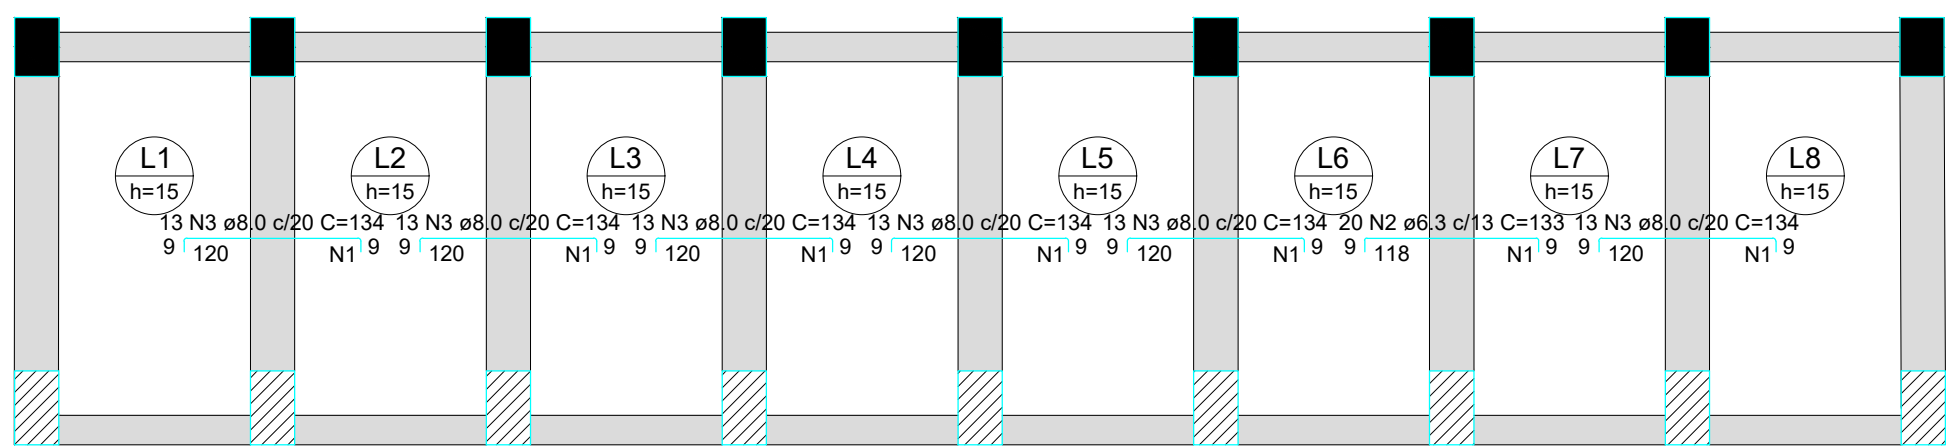 L1
h=15
L2
h=15
L3
h=15
L4
h=15
L5
h=15
L6
h=15
L7
h=15
L8
h=15
13 N3 ø8.0 c/20 C=134
9 120 N1 9
13 N3 ø8.0 c/20 C=134
9 120 N1 9
13 N3 ø8.0 c/20 C=134
9 120 N1 9
13 N3 ø8.0 c/20 C=134
9 120 N1 9
13 N3 ø8.0 c/20 C=134
9 120 N1 9
20 N2 ø6.3 c/13 C=133
9 118 N1 9
13 N3 ø8.0 c/20 C=134
9 120 N1 9